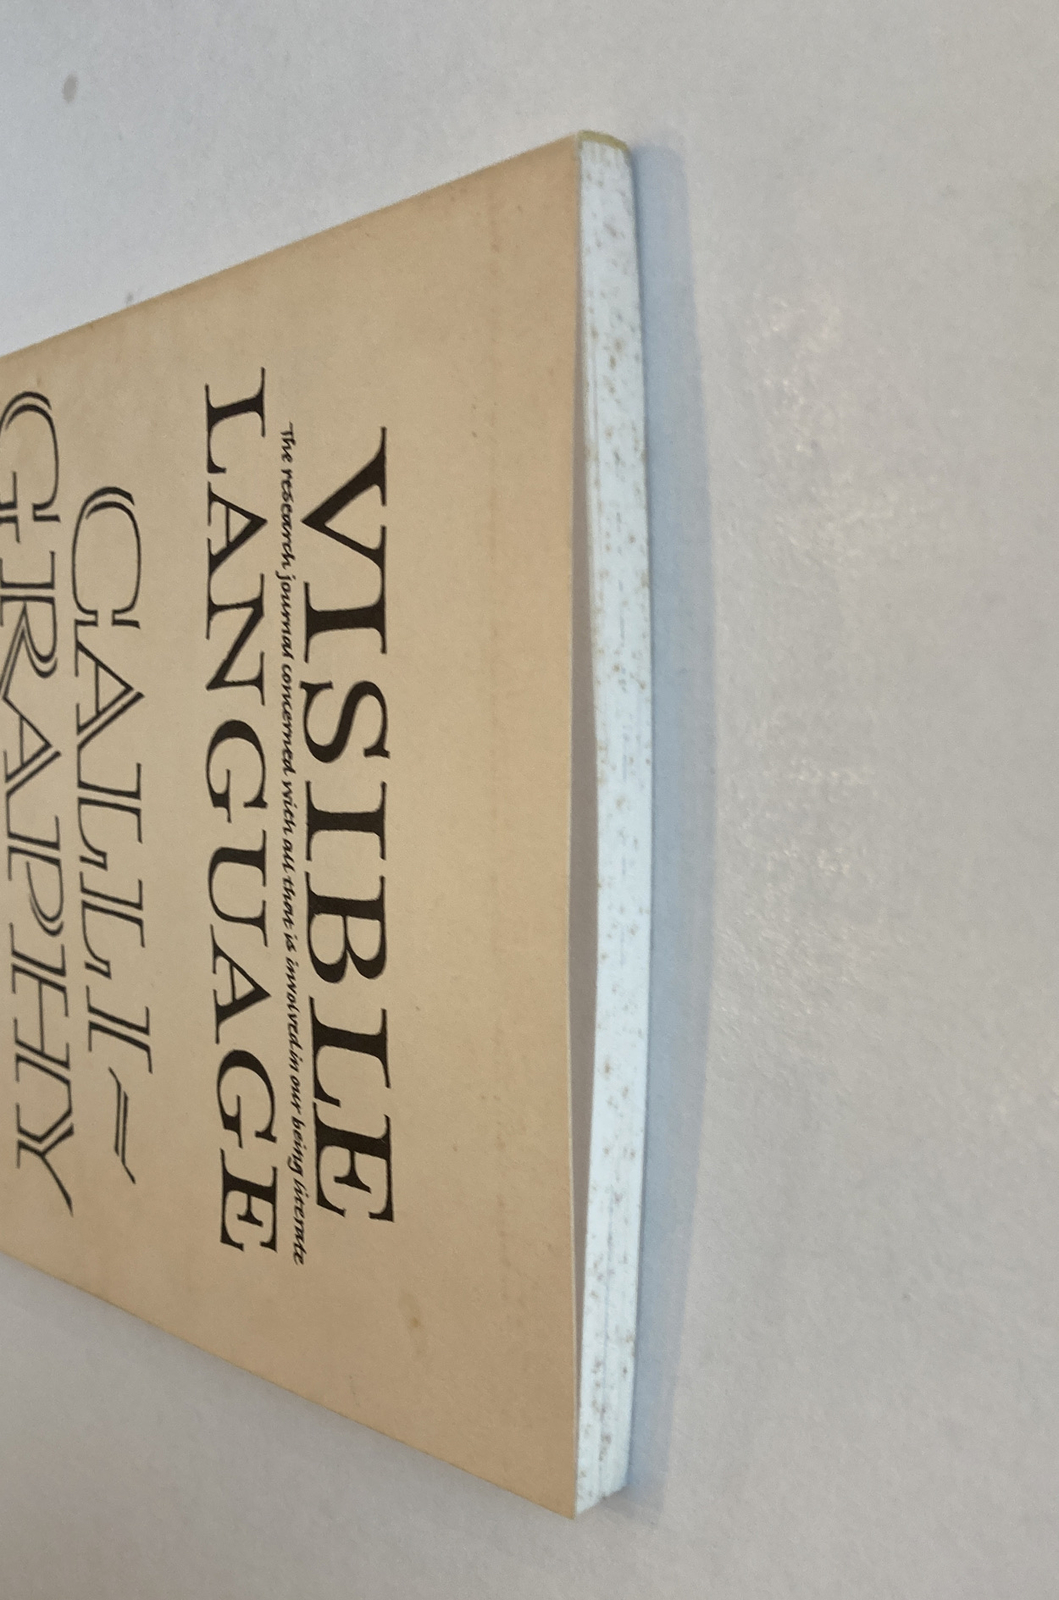 VISIBLE
The research journal concerned with all that is involved in our being literate
LANGUAGE
CALLI-
GRAPHY